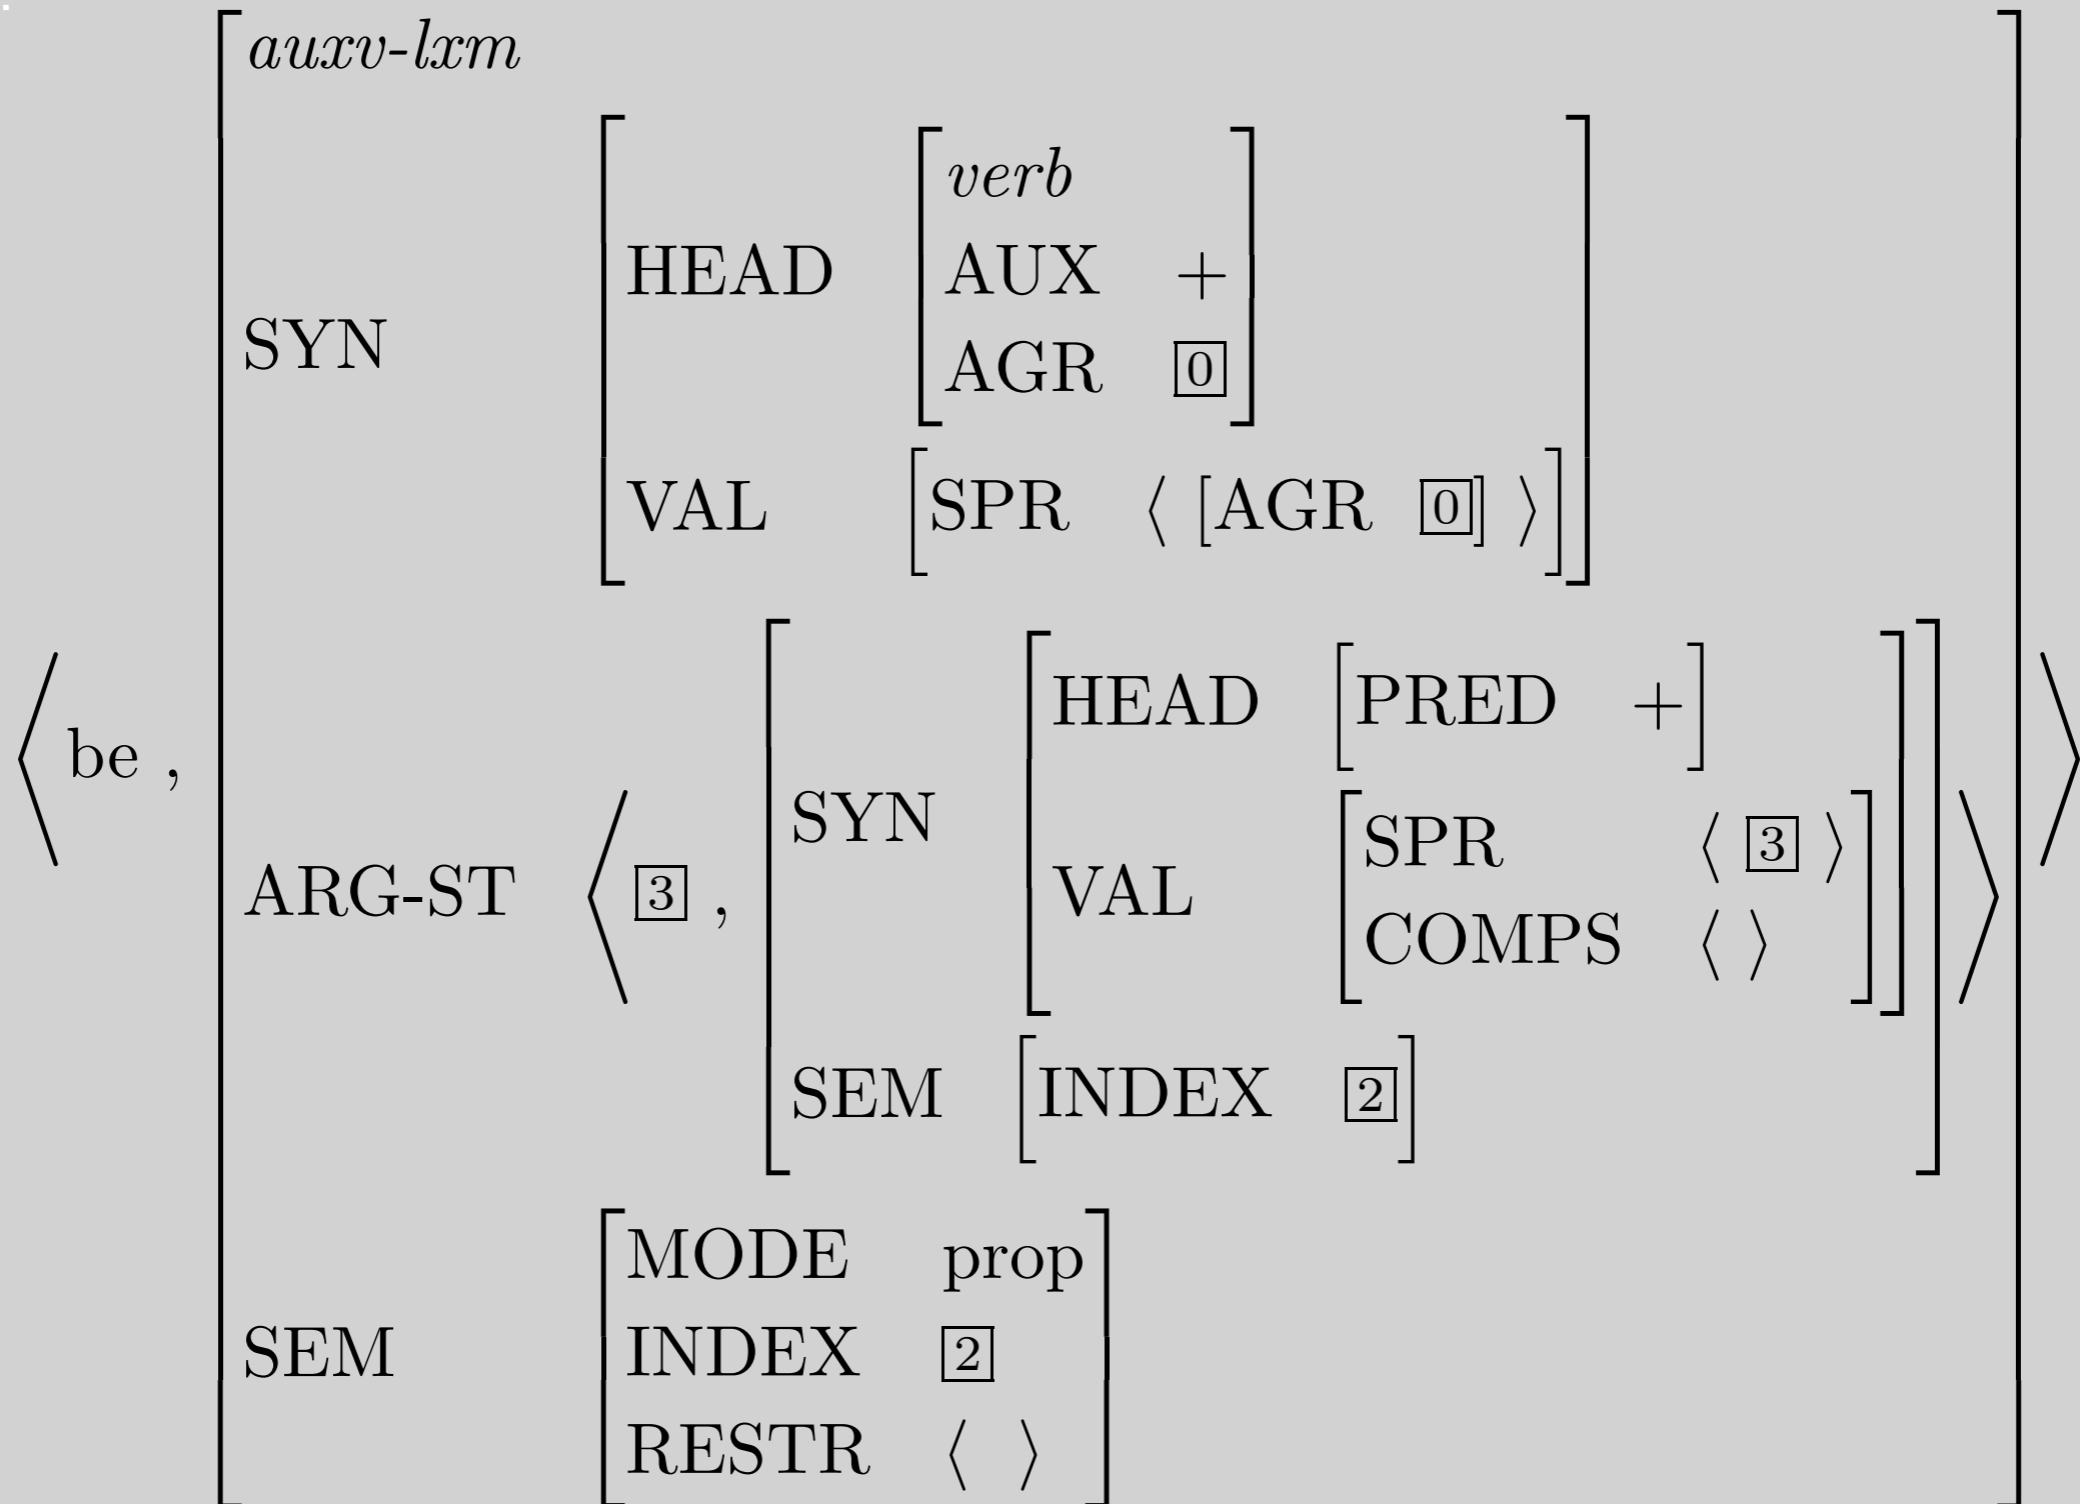 auxv-lxm
verb
HEAD AUX +
AGR 0
SYN
VAL [SPR ⟨ [AGR 0] ⟩]
HEAD [PRED +]
⟨ be ,
SYN
SPR ⟨ 3 ⟩
ARG-ST ⟨ 3 ,
VAL
COMPS ⟨ ⟩
SEM [INDEX 2]
MODE prop
SEM INDEX 2
RESTR ⟨ ⟩